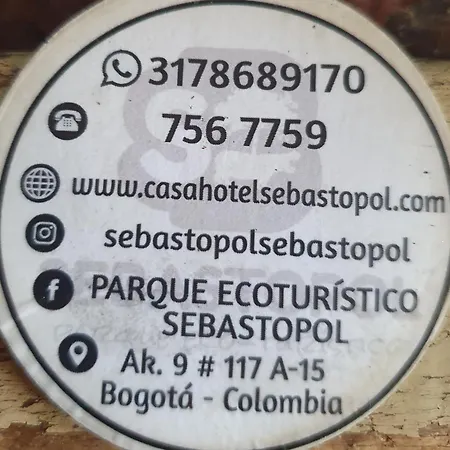 3178689170
756 7759
www.casahotelsebastopol.com
sebastopolsebastopol
PARQUE ECOTURÍSTICO
SEBASTOPOL
Ak. 9 # 117 A-15
Bogotá - Colombia